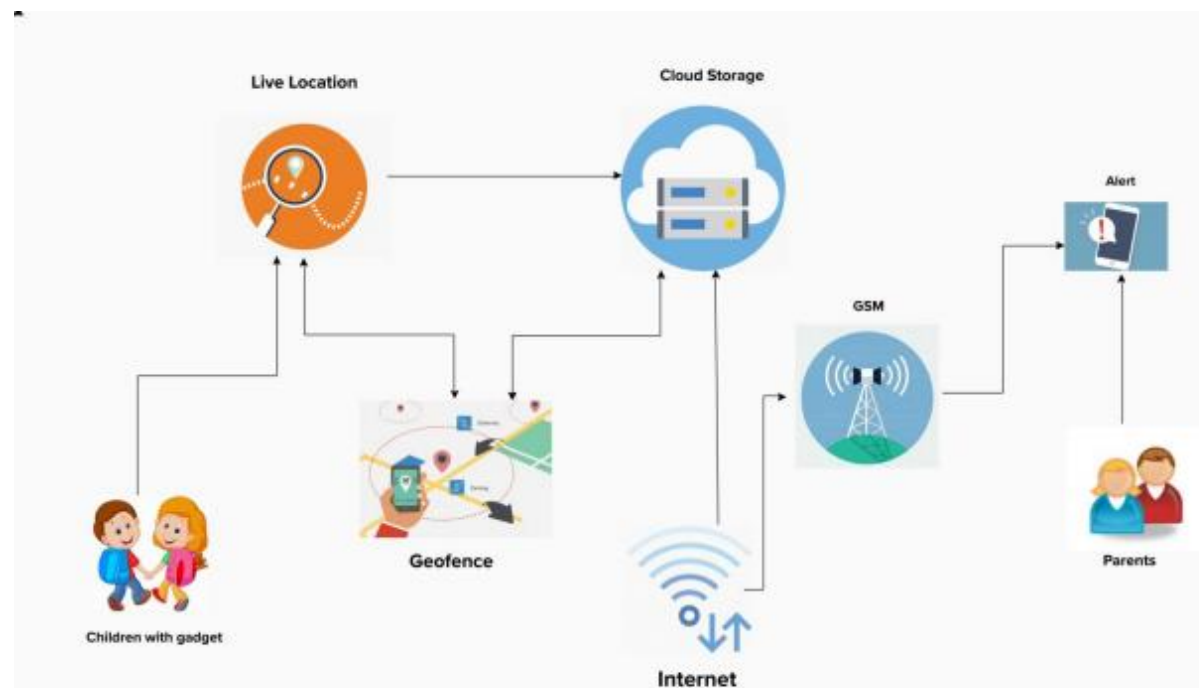 Live Location
Cloud Storage
Alert
GSM
Geofence
Parents
Children with gadget
Internet